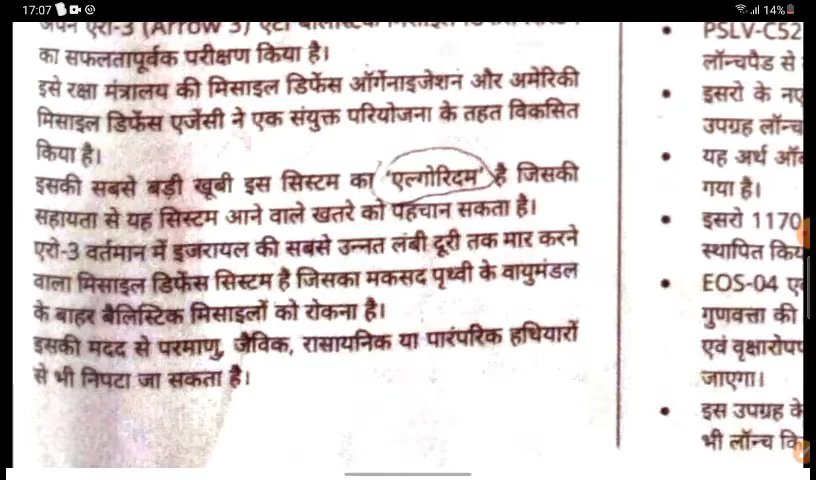 17:07
14%
अपने एरो-3 (Arrow 3) एंटी बैलिस्टिक मिसाइल डिफेंस
का सफलतापूर्वक परीक्षण किया है।
इसे रक्षा मंत्रालय की मिसाइल डिफेंस ऑर्गेनाइजेशन और अमेरिकी
मिसाइल डिफेंस एजेंसी ने एक संयुक्त परियोजना के तहत विकसित
किया है।
इसकी सबसे बड़ी खूबी इस सिस्टम का 'एल्गोरिदम' है जिसकी
सहायता से यह सिस्टम आने वाले खतरे को पहचान सकता है।
एरो-3 वर्तमान में इजरायल की सबसे उन्नत लंबी दूरी तक मार करने
वाला मिसाइल डिफेंस सिस्टम है जिसका मकसद पृथ्वी के वायुमंडल
के बाहर बैलिस्टिक मिसाइलों को रोकना है।
इसकी मदद से परमाणु, जैविक, रासायनिक या पारंपरिक हथियारों
से भी निपटा जा सकता है।
• PSLV-C52
लॉन्चपैड से
• इसरो के
उपग्रह लॉन्च
• यह अर्थ
गया है।
• इसरो 1170
स्थापित
• EOS-04
गुणवत्ता की
एवं
जाएगा।
• इस उपग्रह के
भी लॉन्च